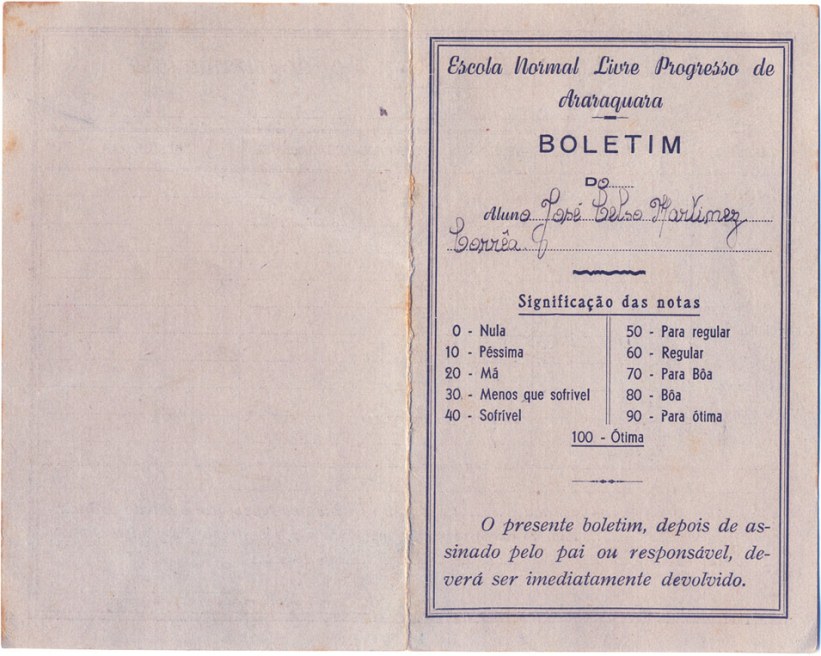 Escola Normal Livre Progresso de
Araraquara
BOLETIM
DO
Aluno José Celso Martinez
Corrêa.
Significação das notas
0 - Nula
10 - Péssima
20 - Má
30 - Menos que sofrivel
40 - Sofrível
50 - Para regular
60 - Regular
70 - Para Bôa
80 - Bôa
90 - Para ótima
100 - Ótima
O presente boletim, depois de as-
sinado pelo pai ou responsável, de-
verá ser imediatamente devolvido.